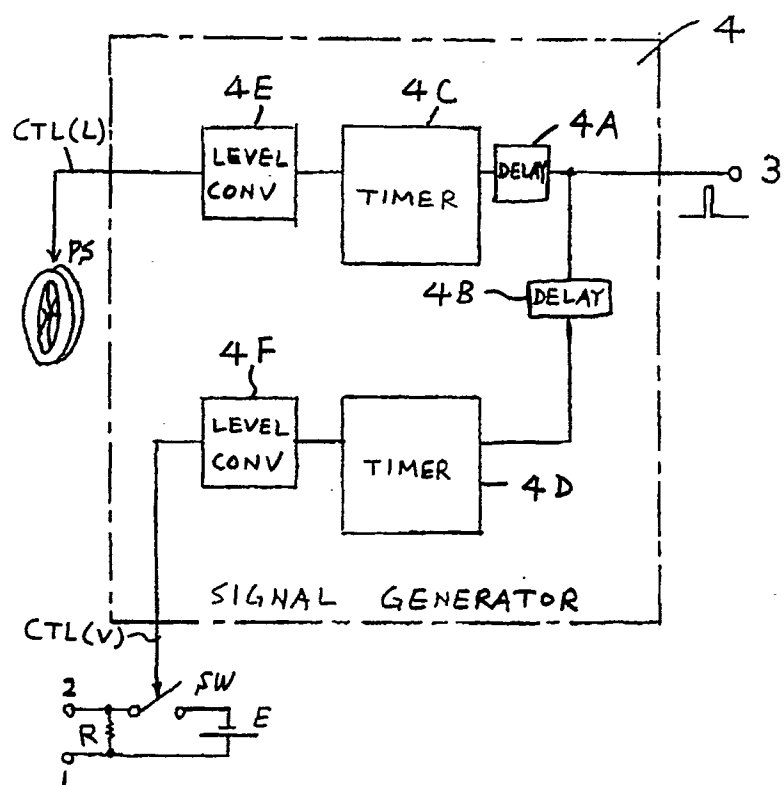 4
4E
4C
4A
CTL(L)
LEVEL
CONV
TIMER
DELAY
3
PS
4B
DELAY
4F
LEVEL
CONV
TIMER
4D
SIGNAL GENERATOR
CTL(V)
2
SW
R
E
1